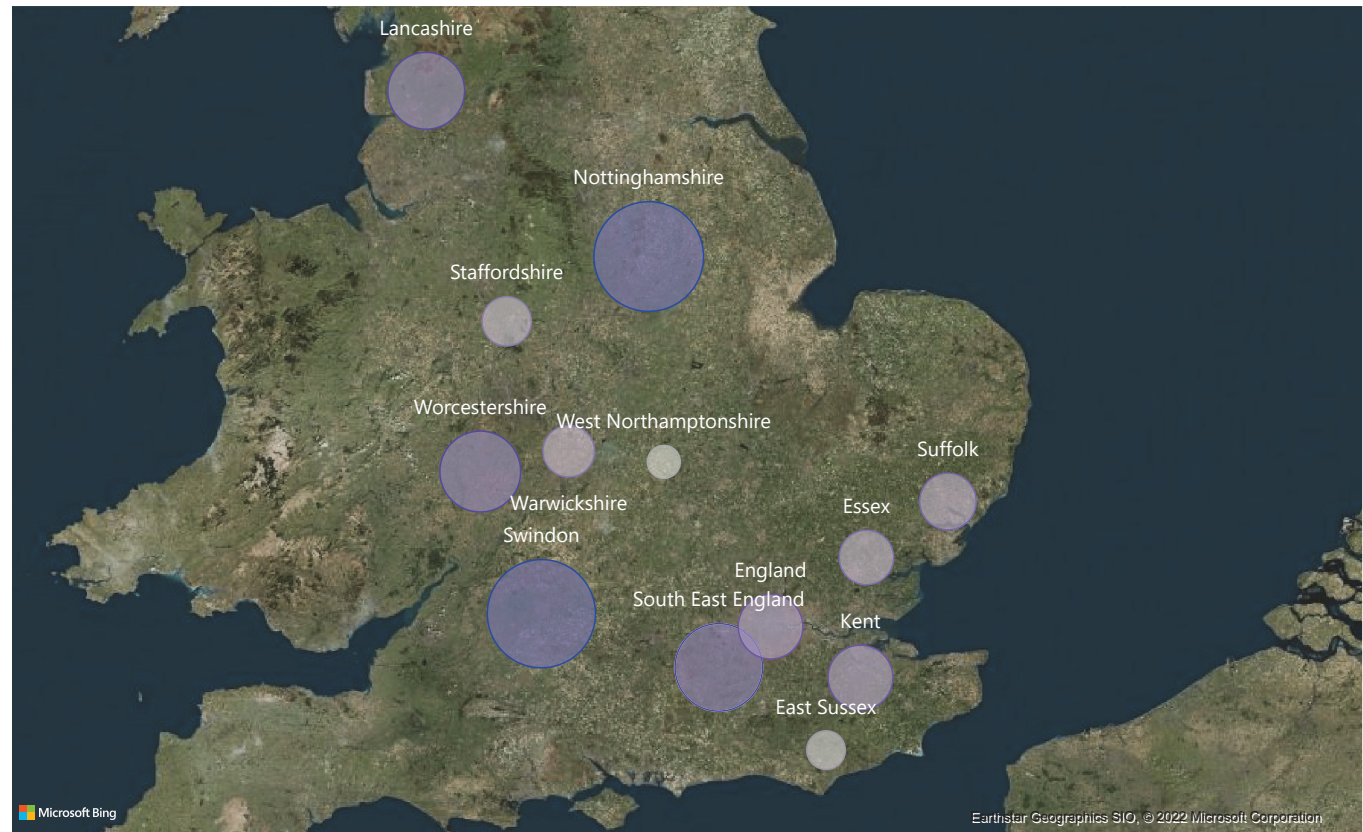 Lancashire
Nottinghamshire
Staffordshire
Worcestershire
West Northamptonshire
Suffolk
Warwickshire
Essex
Swindon
England
South East England
Kent
East Sussex
Microsoft Bing
Earthstar Geographics SIO, © 2022 Microsoft Corporation